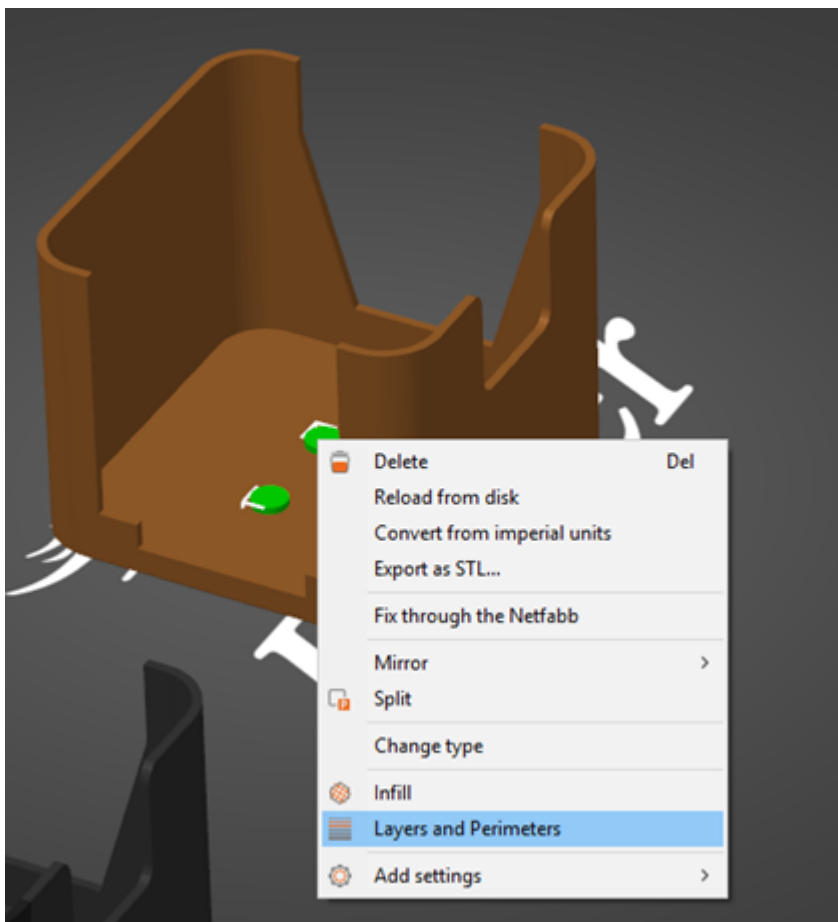 Delete Del
Reload from disk
Convert from imperial units
Export as STL...
Fix through the Netfabb
Mirror
Split
Change type
Infill
Layers and Perimeters
Add settings